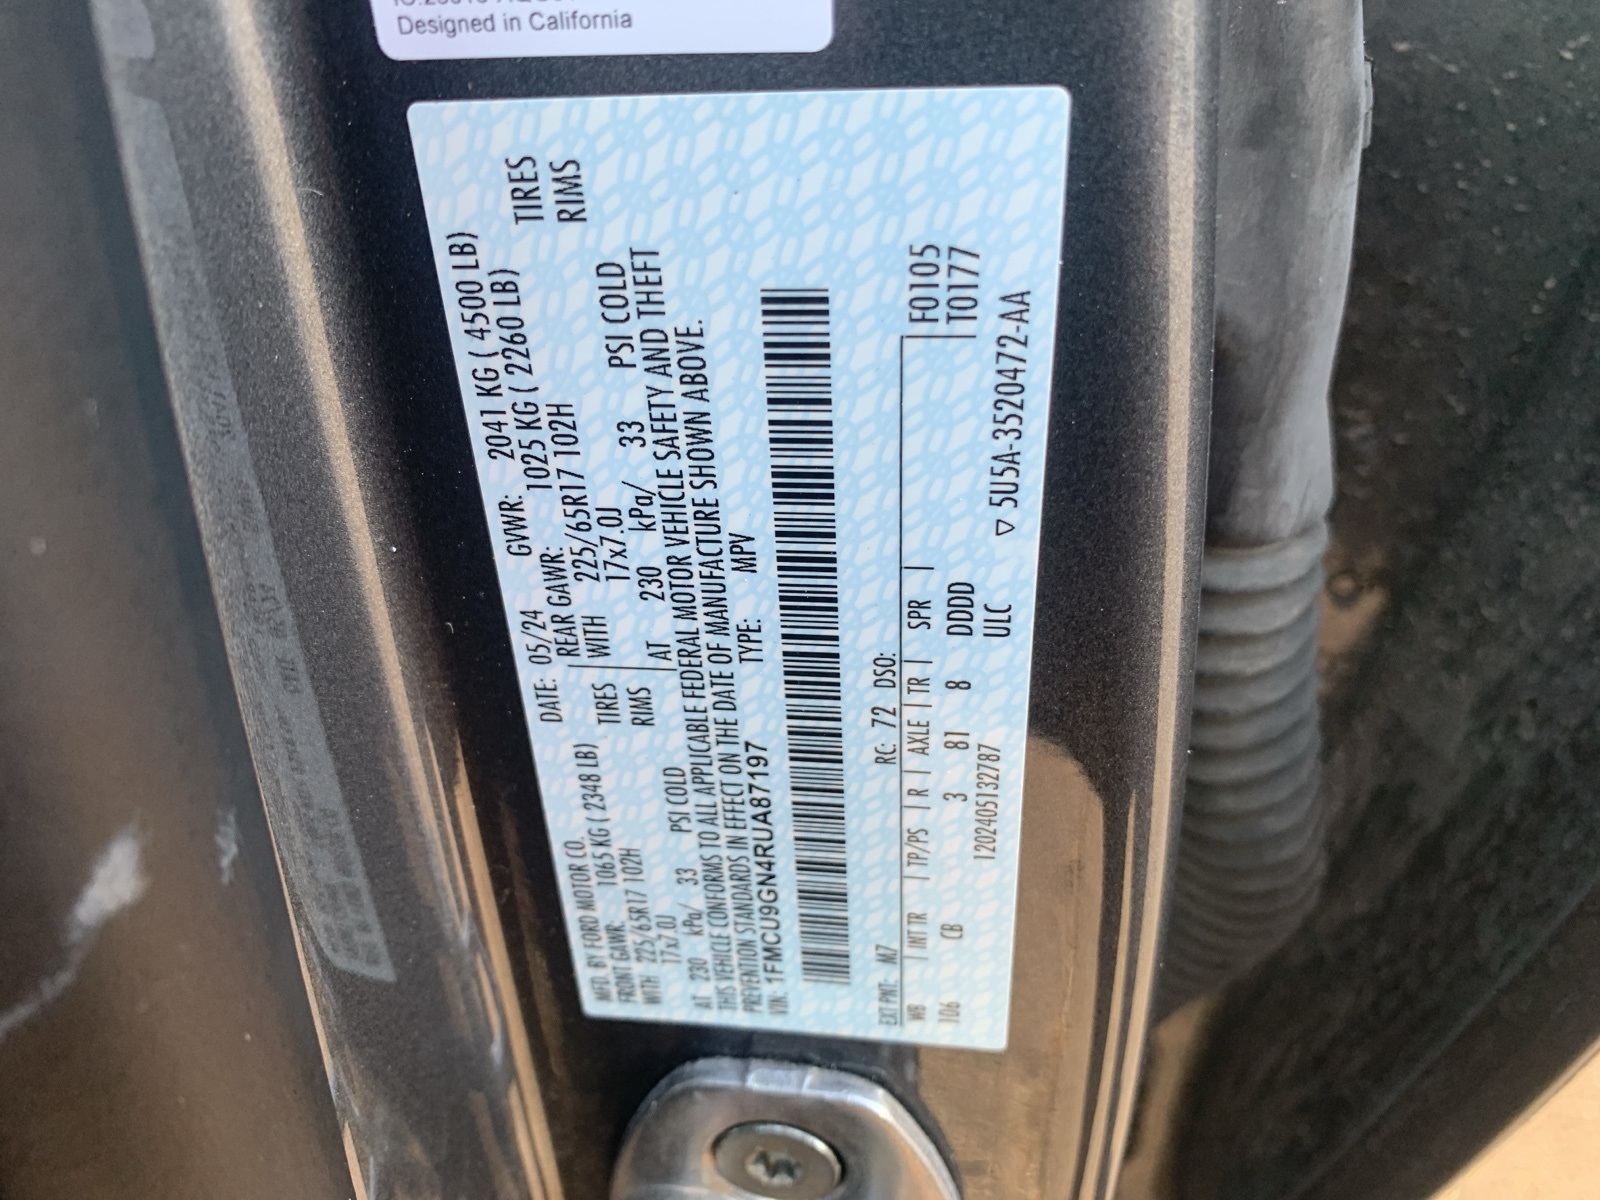 Designed in California
MFD. BY FORD MOTOR CO.
DATE: 05/24 GVWR: 2041 KG ( 4500 LB)
FRONT GAWR: 1065 KG ( 2348 LB) REAR GAWR: 1025 KG ( 2260 LB)
WITH 225/65R17 102H TIRES WITH 225/65R17 102H TIRES
17x7.0J RIMS 17x7.0J RIMS
AT 230 kPa/ 33 PSI COLD AT 230 kPa/ 33 PSI COLD
THIS VEHICLE CONFORMS TO ALL APPLICABLE FEDERAL MOTOR VEHICLE SAFETY AND THEFT
PREVENTION STANDARDS IN EFFECT ON THE DATE OF MANUFACTURE SHOWN ABOVE.
VIN: 1FMCU9GN4RUA87197 TYPE: MPV
EXT PNT: M7 RC: 72 DSO: F0105
WB | INT TR | TP/PS | R | AXLE | TR | SPR | T0177
106 CB 3 81 8 DDDD
120240513278​7 ULC ▽ 5U5A-3520472-AA